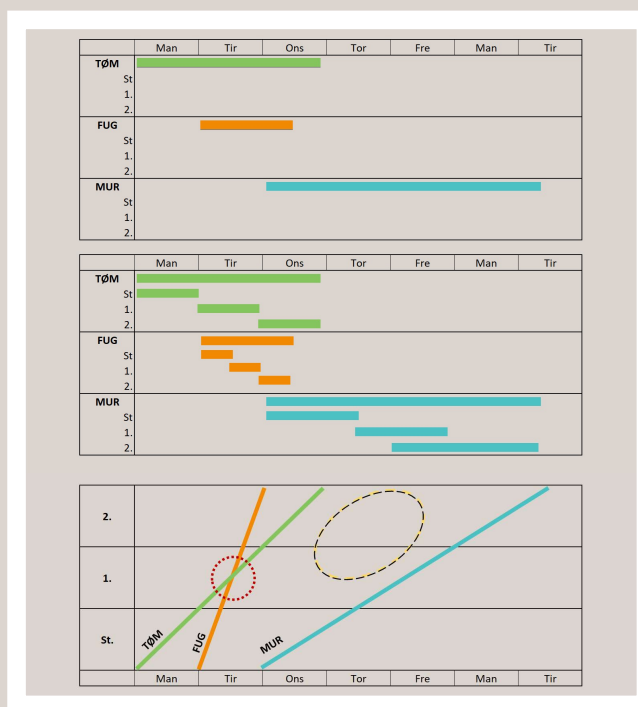 Man Tir Ons Tor Fre Man Tir
TØM
St
1.
2.
FUG
St
1.
2.
MUR
St
1.
2.
Man Tir Ons Tor Fre Man Tir
TØM
St
1.
2.
FUG
St
1.
2.
MUR
St
1.
2.
2.
1.
St. TØM FUG MUR
Man Tir Ons Tor Fre Man Tir